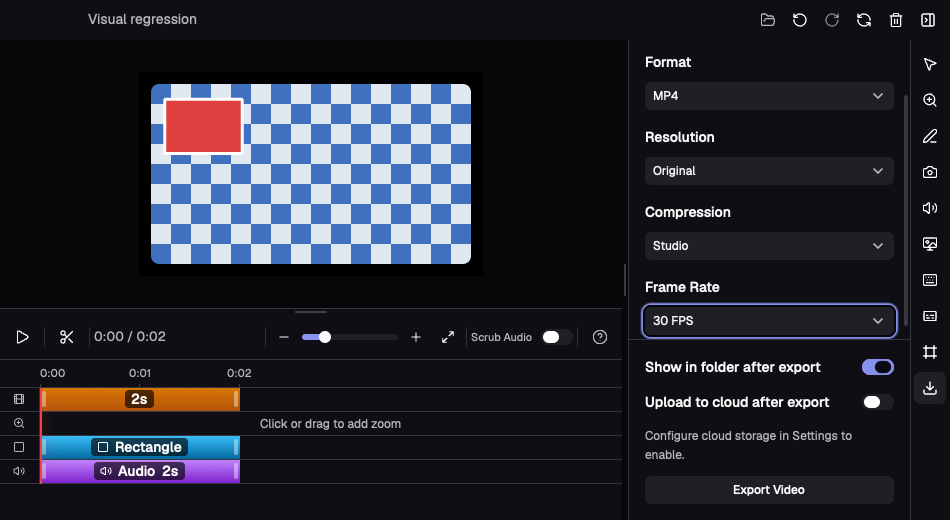 Visual regression
Format
MP4
Resolution
Original
Compression
Studio
Frame Rate
30 FPS
Show in folder after export
Upload to cloud after export
Configure cloud storage in Settings to
enable.
Export Video
0:00 / 0:02
Scrub Audio
0:00
0:01
0:02
2s
Click or drag to add zoom
Rectangle
Audio 2s